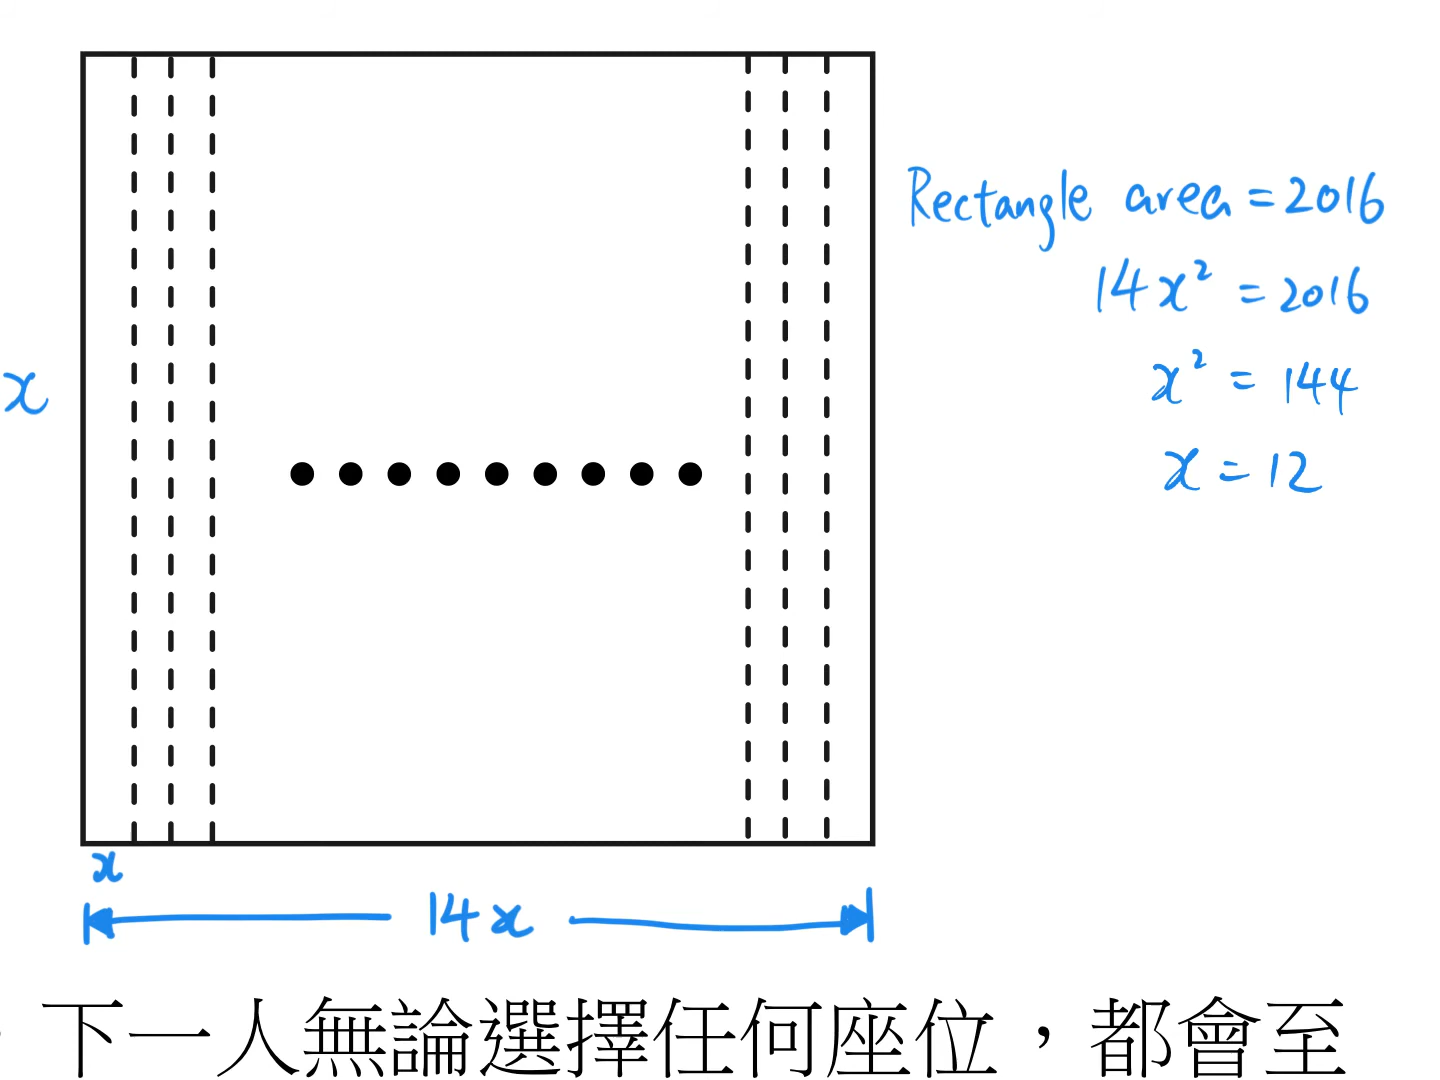 Rectangle area = 2016
14x² = 2016
x² = 144
x = 12
x
x
14x
下一人無論選擇任何座位，都會至